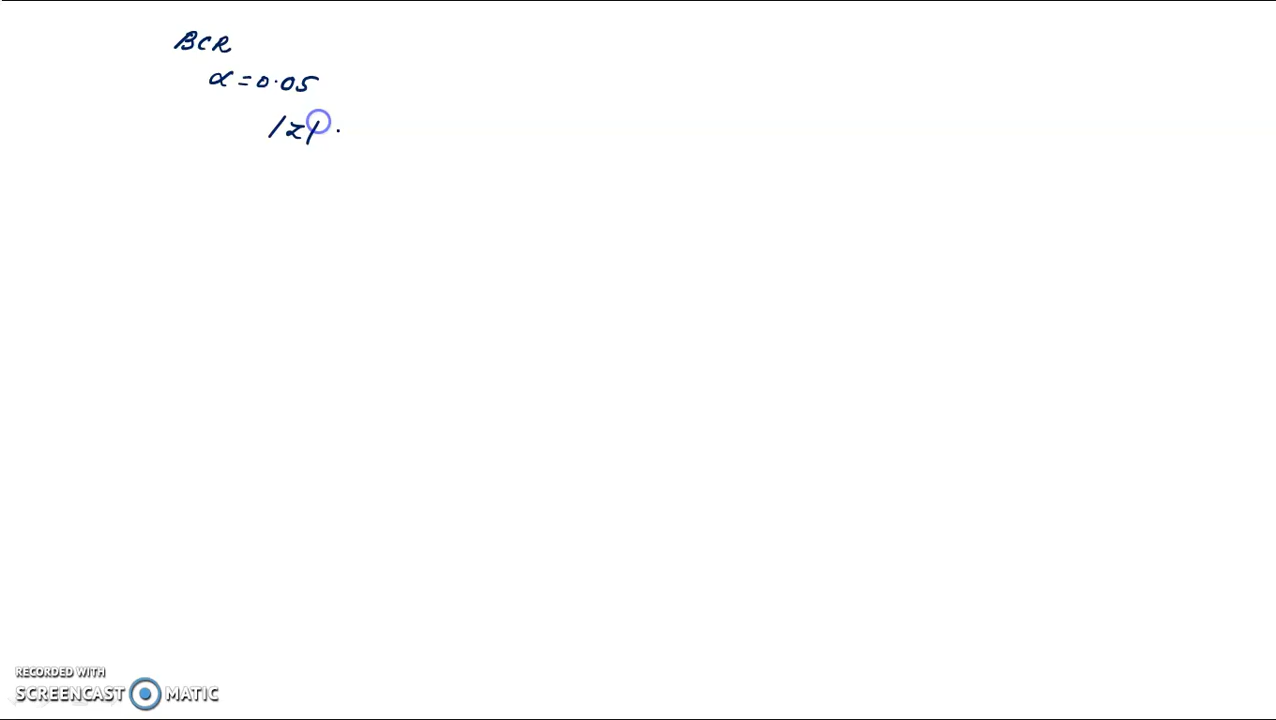 BCR
α = 0.05
|z| .
RECORDED WITH
SCREENCAST MATIC